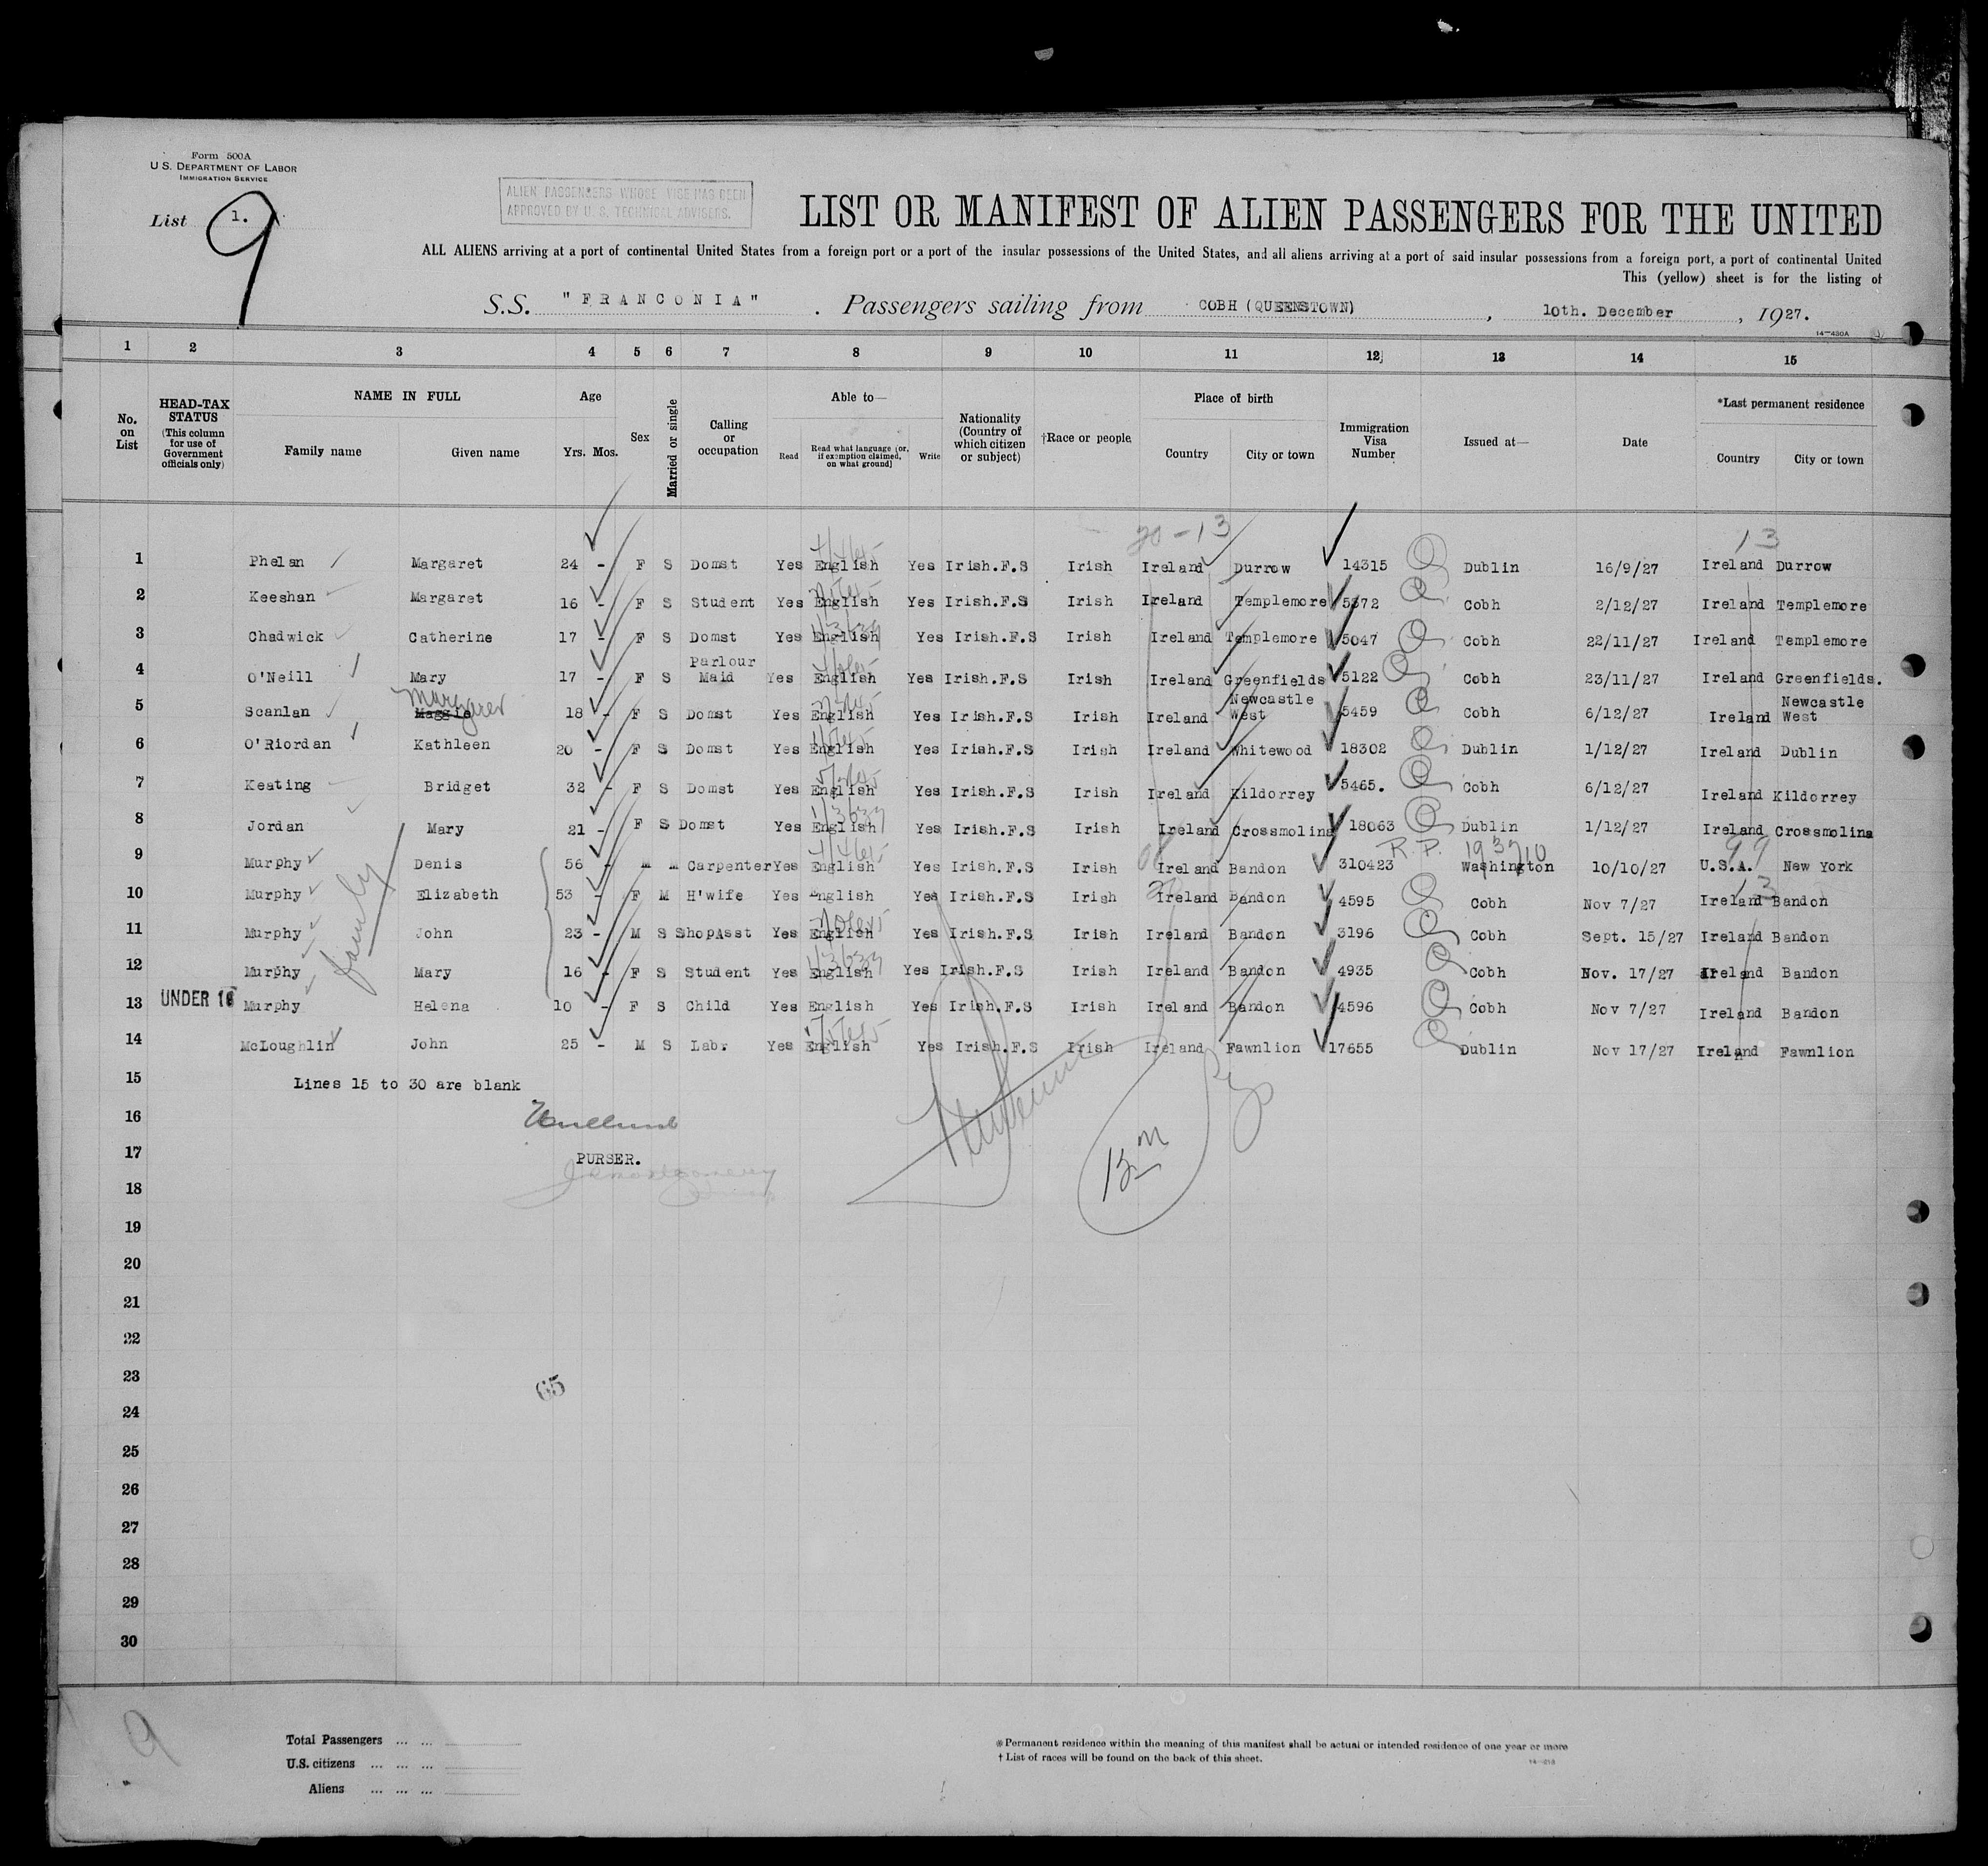 Form 500A
U.S. DEPARTMENT OF LABOR
IMMIGRATION SERVICE
List 1.
9
ALIEN PASSENGERS WHOSE VISE HAS BEEN
APPROVED BY U. S. TECHNICAL ADVISERS.
LIST OR MANIFEST OF ALIEN PASSENGERS FOR THE UNITED
ALL ALIENS arriving at a port of continental United States from a foreign port or a port of the insular possessions of the United States, and all aliens arriving at a port of said insular possessions from a foreign port, a port of continental United
This (yellow) sheet is for the listing of
S.S. "FRANCONIA" . Passengers sailing from COBH (QUEENSTOWN) , 10th. December , 1927.
14—430A
1 2 3 4 5 6 7 8 9 10 11 12 13 14 15
No. on List
HEAD-TAX STATUS (This column for use of Government officials only)
NAME IN FULL
Family name Given name
Age
Yrs. Mos.
Sex
Married or single
Calling or occupation
Able to—
Read Read what language [or, if exemption claimed, on what ground] Write
Nationality (Country of which citizen or subject)
†Race or people
Place of birth
Country City or town
Immigration Visa Number
Issued at—
Date
*Last permanent residence
Country City or town
20-13 13
1 Phelan Margaret 24 - F S Domst Yes English Yes Irish.F.S Irish Ireland Durrow 14315 Dublin 16/9/27 Ireland Durrow
2 Keeshan Margaret 16 - F S Student Yes English Yes Irish.F.S Irish Ireland Templemore 5372 Cobh 2/12/27 Ireland Templemore
3 Chadwick Catherine 17 - F S Domst Yes English Yes Irish.F.S Irish Ireland Templemore 5047 Cobh 22/11/27 Ireland Templemore
4 O'Neill Mary 17 - F S Parlour Maid Yes English Yes Irish.F.S Irish Ireland Greenfields 5122 Cobh 23/11/27 Ireland Greenfields.
Margaret
5 Scanlan Maggie 18 - F S Domst Yes English Yes Irish.F.S Irish Ireland Newcastle West 5459 Cobh 6/12/27 Ireland Newcastle West
6 O'Riordan Kathleen 20 - F S Domst Yes English Yes Irish.F.S Irish Ireland Whitewood 18302 Dublin 1/12/27 Ireland Dublin
7 Keating Bridget 32 - F S Domst Yes English Yes Irish.F.S Irish Ireland Kildorrey 5465. Cobh 6/12/27 Ireland Kildorrey
8 Jordan Mary 21 - F S Domst Yes English Yes Irish.F.S Irish Ireland Crossmolina 18063 Dublin 1/12/27 Ireland Crossmolina
R.P. 99
9 Murphy Denis 56 - M M Carpenter Yes English Yes Irish.F.S Irish Ireland Bandon 310423 Washington 10/10/27 U.S.A. New York
family
10 Murphy Elizabeth 53 - F M H'wife Yes English Yes Irish.F.S Irish Ireland Bandon 4595 Cobh Nov 7/27 Ireland Bandon
11 Murphy John 23 - M S ShopAsst Yes English Yes Irish.F.S Irish Ireland Bandon 3196 Cobh Sept. 15/27 Ireland Bandon
12 Murphy Mary 16 - F S Student Yes English Yes Irish.F.S Irish Ireland Bandon 4935 Cobh Nov. 17/27 Ireland Bandon
13 UNDER 16 Murphy Helena 10 - F S Child Yes English Yes Irish.F.S Irish Ireland Bandon 4596 Cobh Nov 7/27 Ireland Bandon
14 McLoughlin John 25 - M S Labr Yes English Yes Irish.F.S Irish Ireland Fawnlion 17655 Dublin Nov 17/27 Ireland Fawnlion
15 Lines 15 to 30 are blank
16
17 PURSER.
18
19
20
21
22
23
65
24
25
26
27
28
29
30
9
Total Passengers ... ...
U.S. citizens ... ... ...
Aliens ... ... ...
*Permanent residence within the meaning of this manifest shall be actual or intended residence of one year or more
†List of races will be found on the back of this sheet.